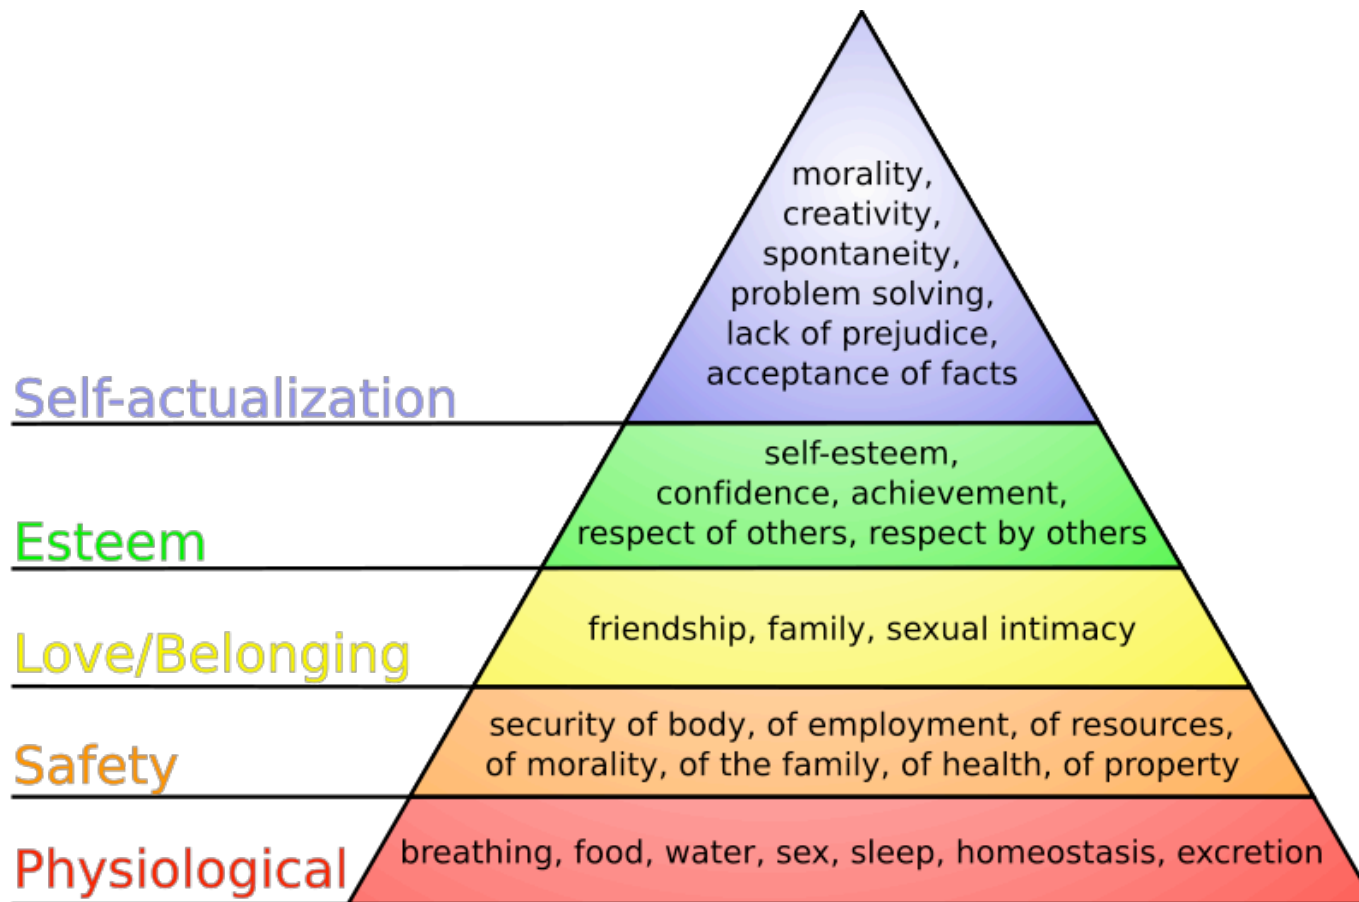 morality,
creativity,
spontaneity,
problem solving,
lack of prejudice,
acceptance of facts
Self-actualization
self-esteem,
confidence, achievement,
respect of others, respect by others
Esteem
friendship, family, sexual intimacy
Love/Belonging
security of body, of employment, of resources,
of morality, of the family, of health, of property
Safety
breathing, food, water, sex, sleep, homeostasis, excretion
Physiological